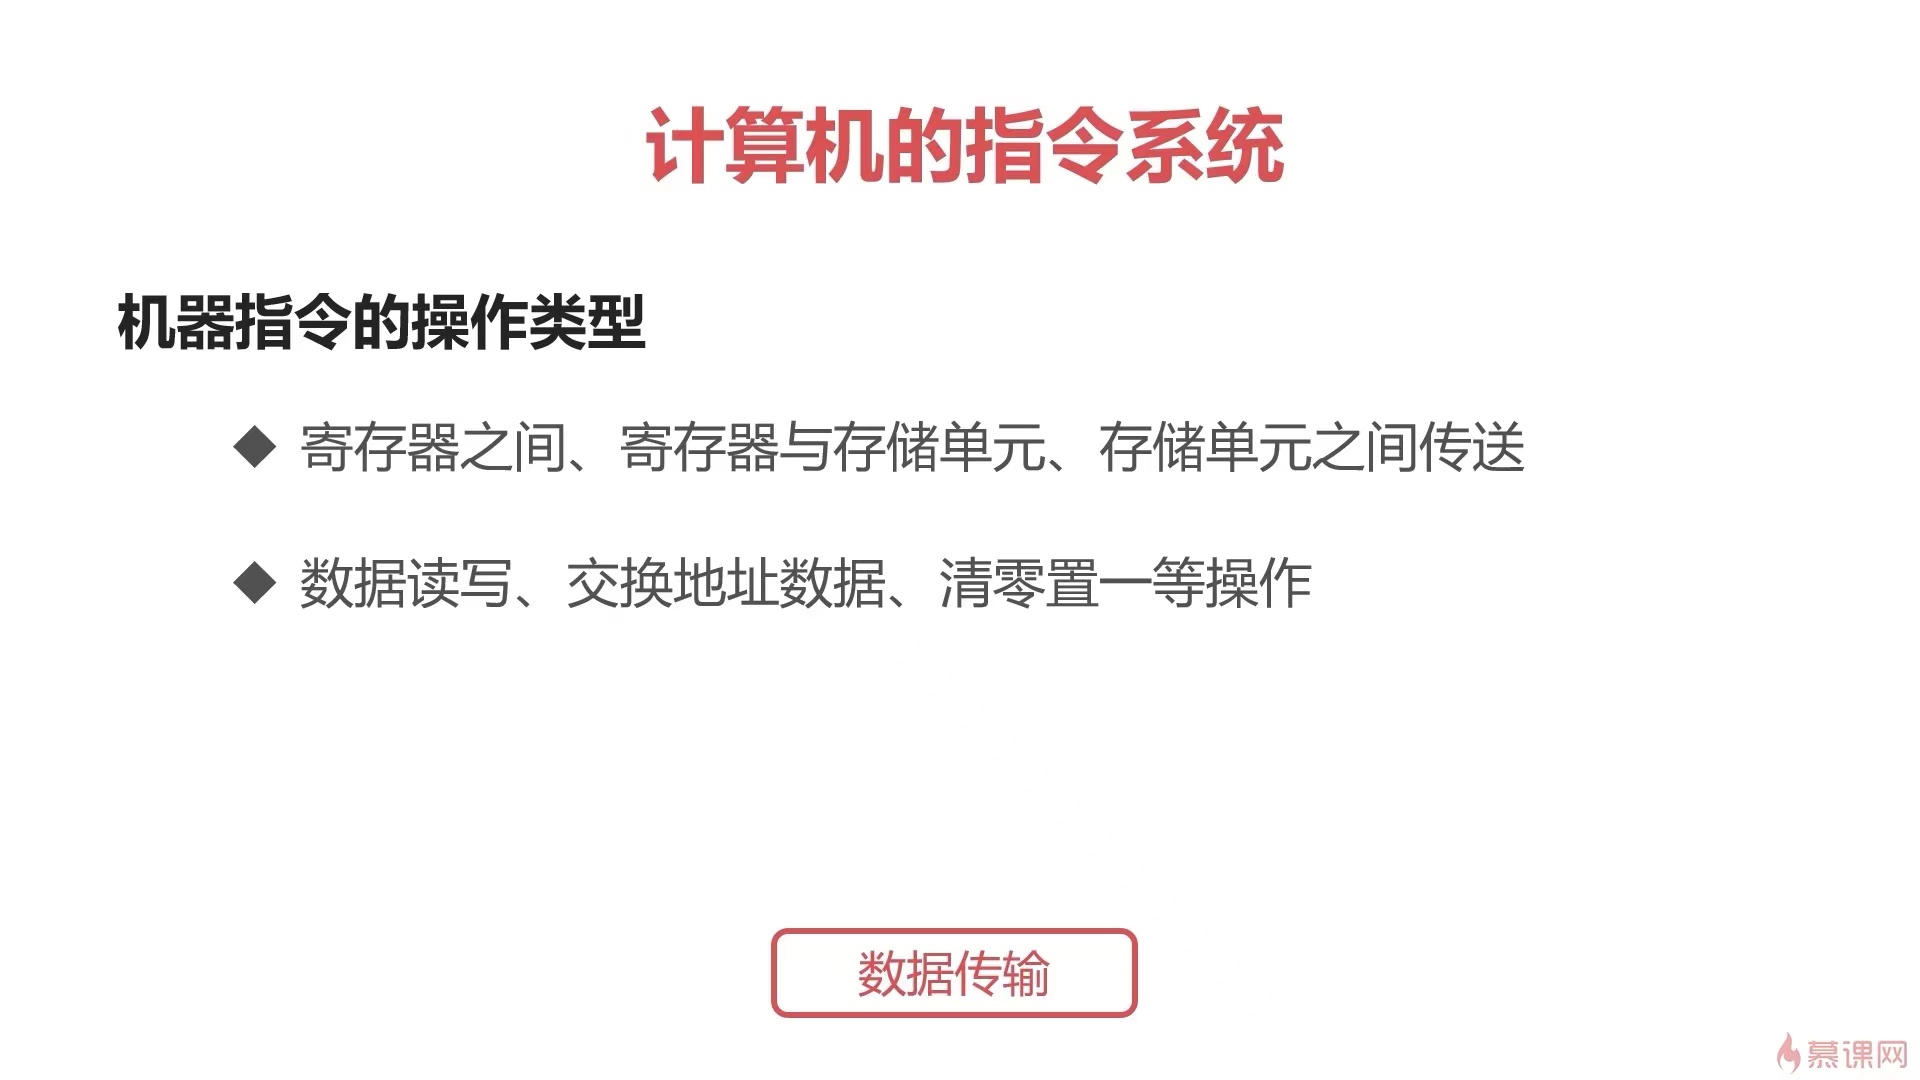 计算机的指令系统
机器指令的操作类型
◆ 寄存器之间、寄存器与存储单元、存储单元之间传送
◆ 数据读写、交换地址数据、清零置一等操作
数据传输
慕课网